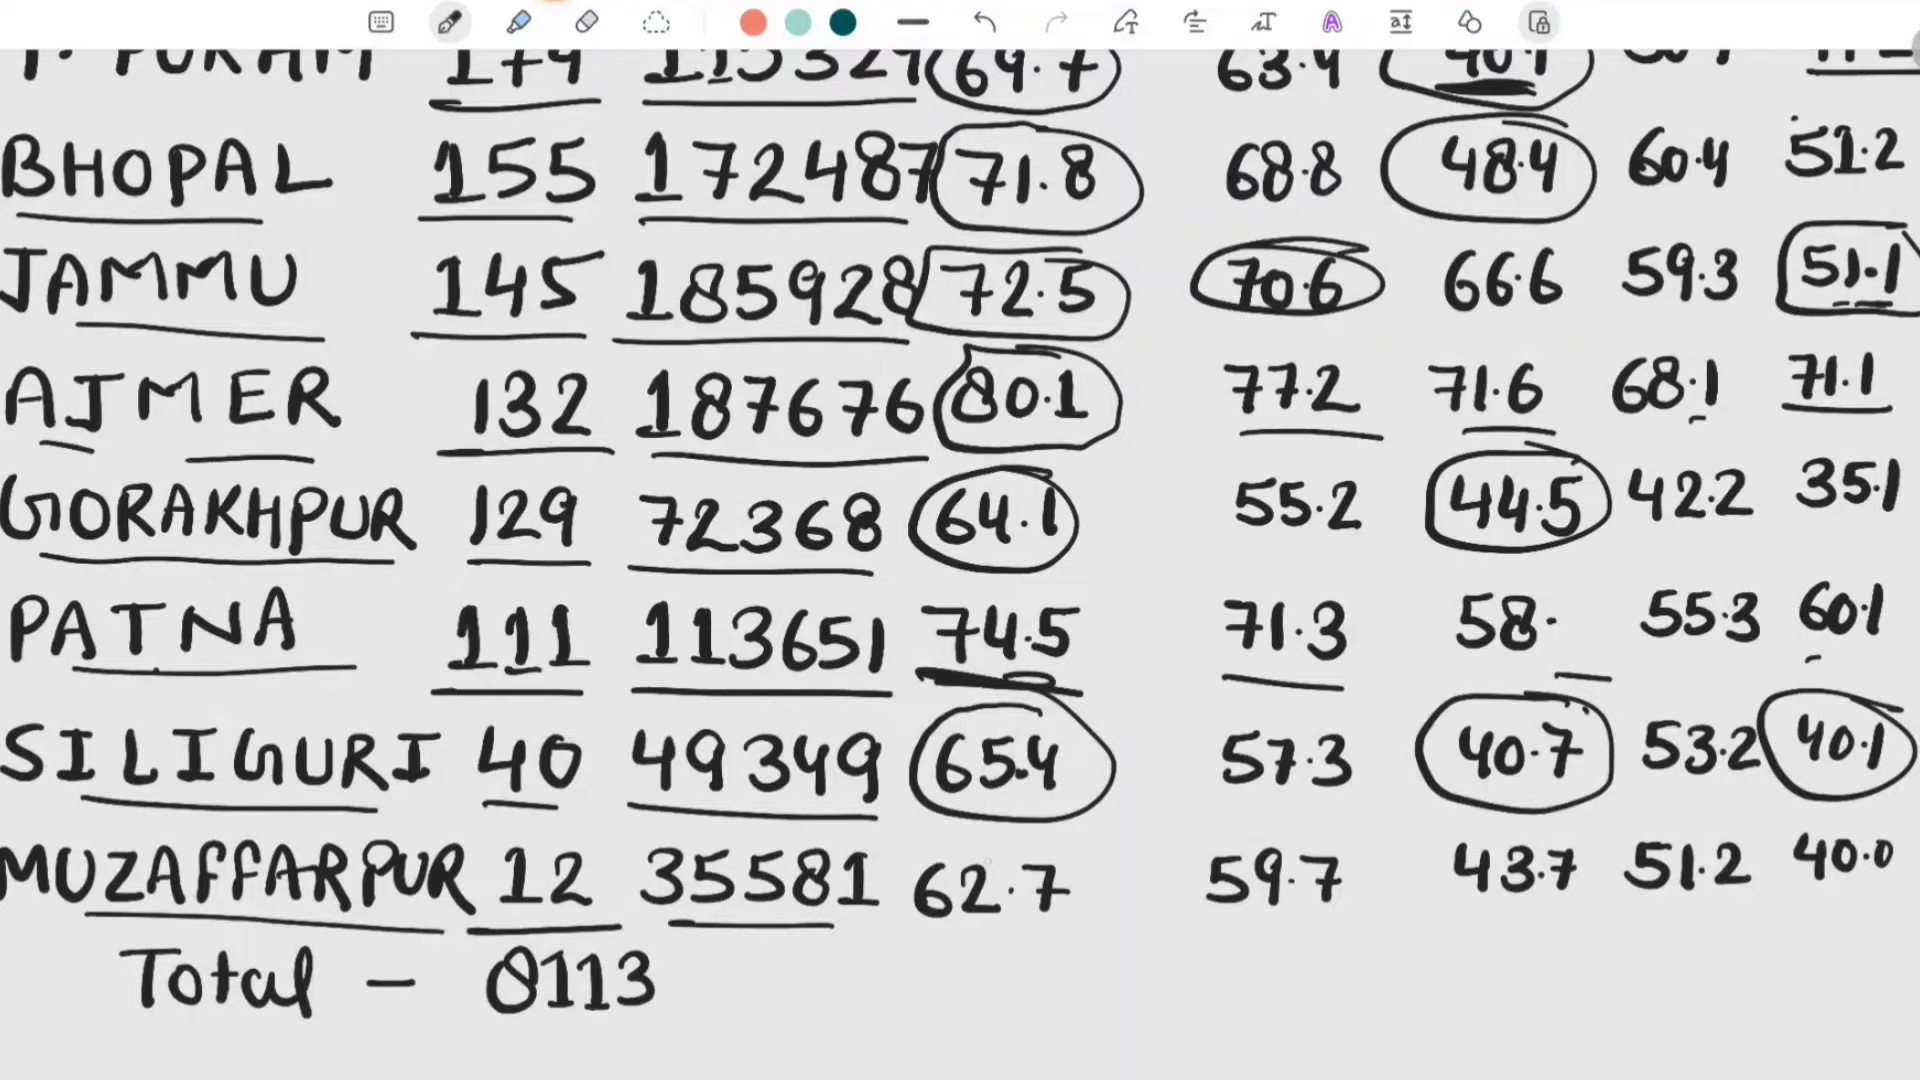 BHOPAL 155 172487 71.8 68.8 48.4 60.4 51.2
JAMMU 145 185928 72.5 70.6 66.6 59.3 51.1
AJMER 132 187676 80.1 77.2 71.6 68.1 71.1
GORAKHPUR 129 72368 64.1 55.2 44.5 42.2 35.1
PATNA 111 113651 74.5 71.3 58. 55.3 60.1
SILIGURI 40 49349 65.4 57.3 40.7 53.2 40.1
MUZAFFARPUR 12 35581 62.7 59.7 43.7 51.2 40.0
Total - 8113